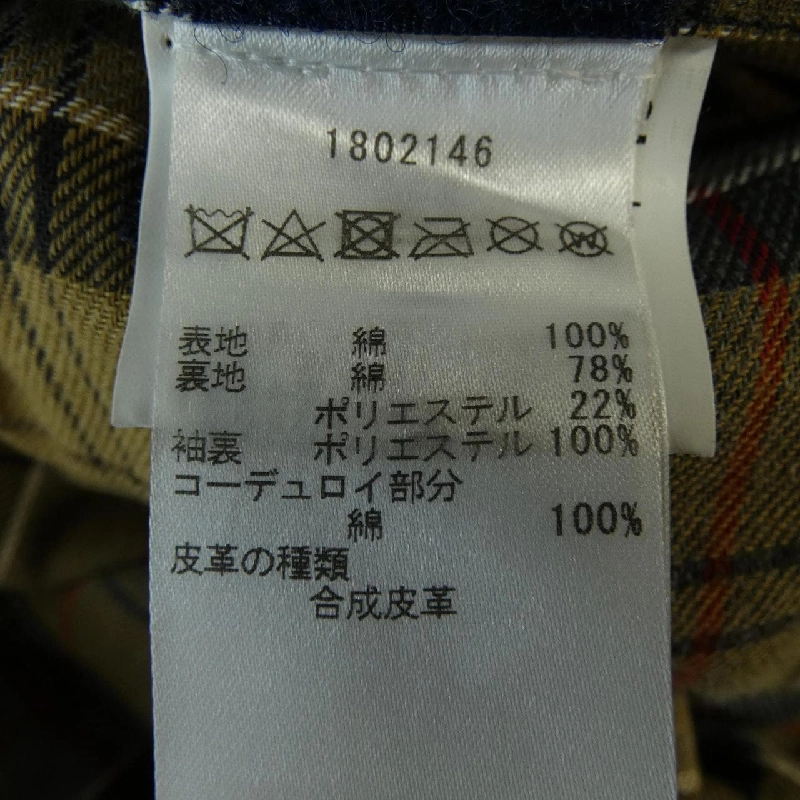 1802146
表地 綿 100%
裏地 綿 78%
ポリエステル 22%
袖裏 ポリエステル 100%
コーデュロイ部分
綿 100%
皮革の種類
合成皮革